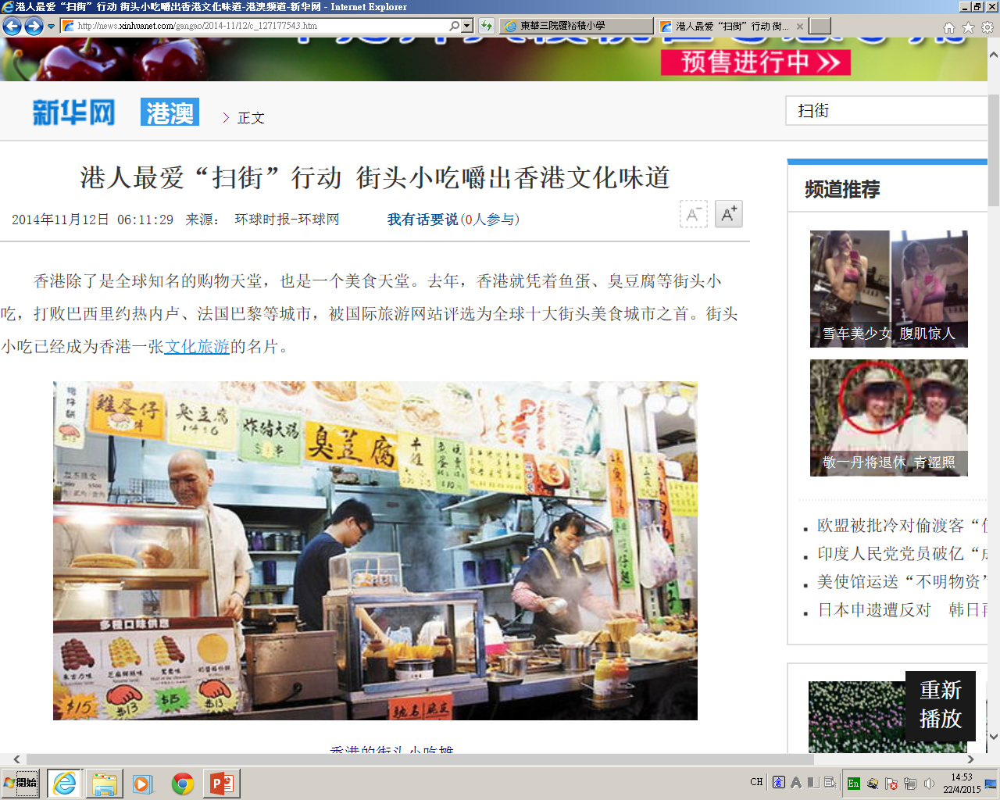 港人最爱“扫街”行动 街头小吃嚼出香港文化味道-港澳频道-新华网 - Internet Explorer
http://news.xinhuanet.com/gangao/2014-11/12/c_127177543.htm
東華三院羅裕積小學
港人最爱“扫街”行动 街...
预售进行中
新华网
港澳
正文
扫街
港人最爱“扫街”行动 街头小吃嚼出香港文化味道
2014年11月12日 06:11:29 来源： 环球时报-环球网
我有话要说(0人参与)
A-
A+
香港除了是全球知名的购物天堂，也是一个美食天堂。去年，香港就凭着鱼蛋、臭豆腐等街头小
吃，打败巴西里约热内卢、法国巴黎等城市，被国际旅游网站评选为全球十大街头美食城市之首。街头
小吃已经成为香港一张文化旅游的名片。
雞蛋仔
臭豆腐
炸豬大腸
臭豆腐
多種口味供應
朱古力味
$15
$13
$15
$13
香港的街头小吃摊
频道推荐
雪车美少女 腹肌惊人
敬一丹将退休 青涩照
欧盟被批冷对偷渡客“
印度人民党党员破亿“
美使馆运送“不明物资”
日本申遗遭反对 韩日
重新
播放
開始
CH
En
14:53
22/4/2015